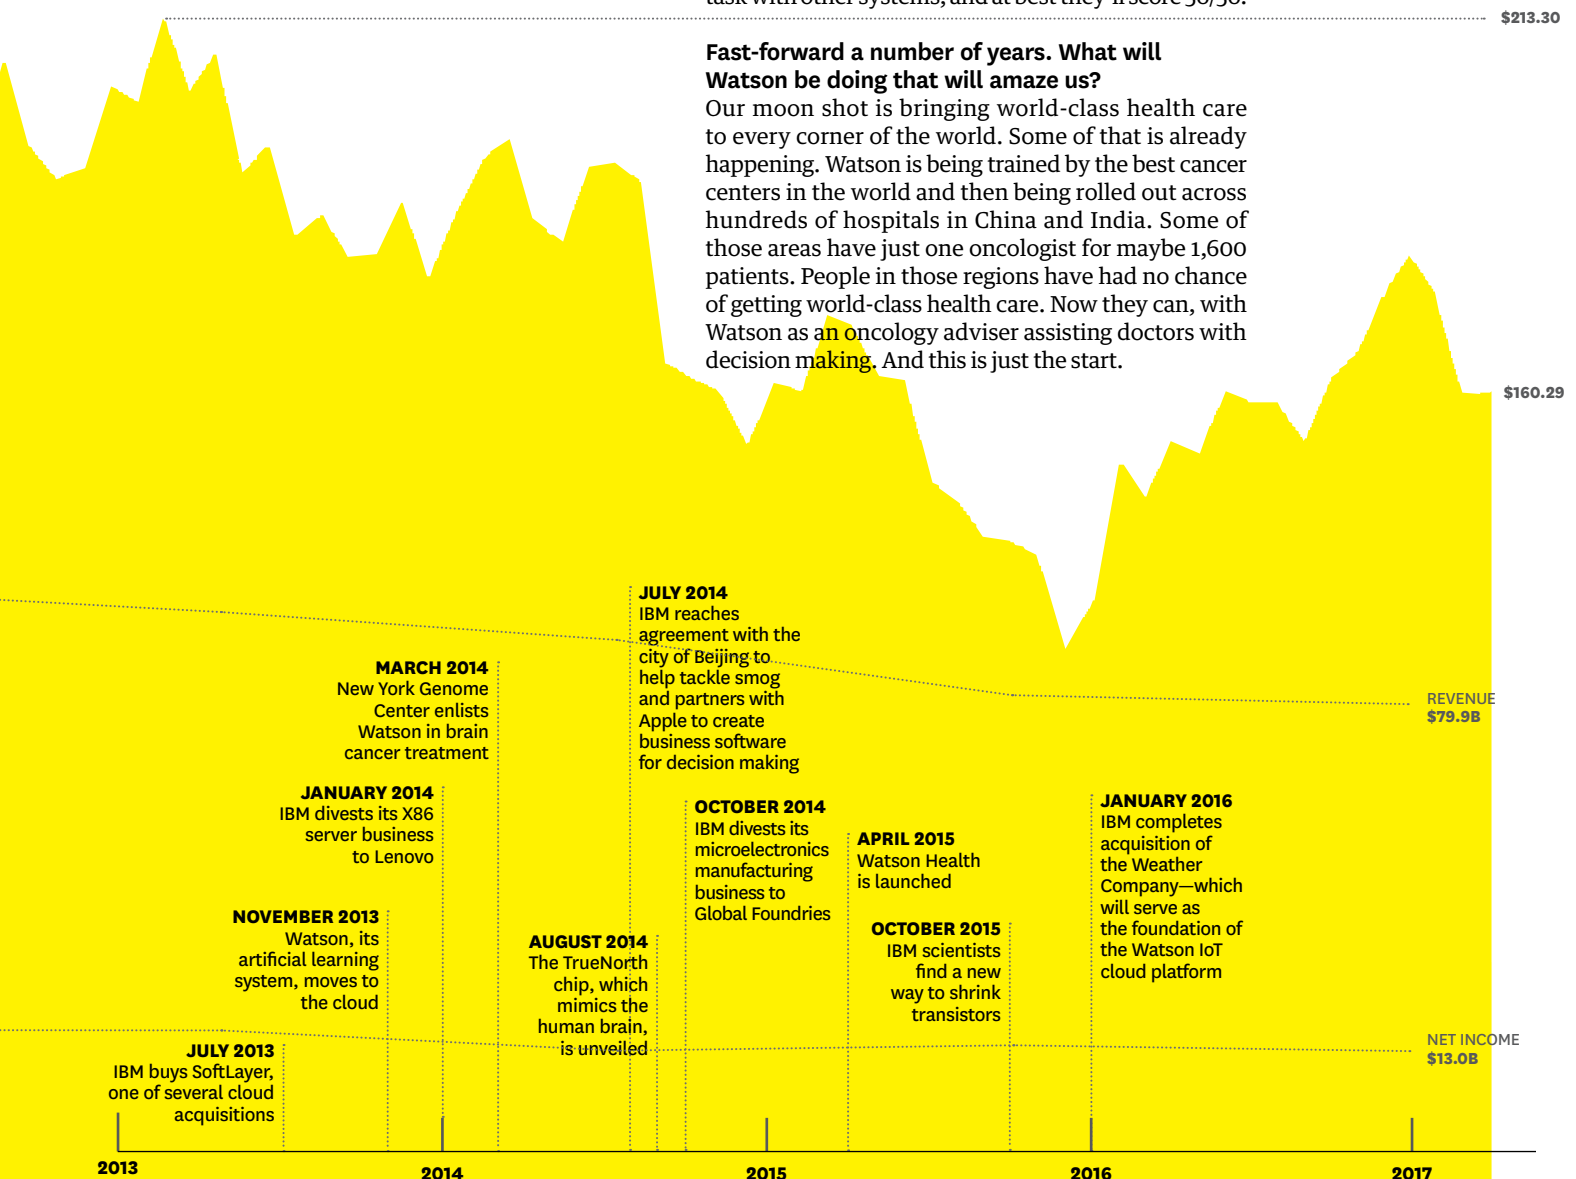 task with other systems, and at best they'll score 50/50.
$213.30
Fast-forward a number of years. What will
Watson be doing that will amaze us?
Our moon shot is bringing world-class health care
to every corner of the world. Some of that is already
happening. Watson is being trained by the best cancer
centers in the world and then being rolled out across
hundreds of hospitals in China and India. Some of
those areas have just one oncologist for maybe 1,600
patients. People in those regions have had no chance
of getting world-class health care. Now they can, with
Watson as an oncology adviser assisting doctors with
decision making. And this is just the start.
$160.29
JULY 2014
IBM reaches
agreement with the
city of Beijing to
help tackle smog
and partners with
Apple to create
business software
for decision making
MARCH 2014
New York Genome
Center enlists
Watson in brain
cancer treatment
REVENUE
$79.9B
JANUARY 2014
IBM divests its X86
server business
to Lenovo
OCTOBER 2014
IBM divests its
microelectronics
manufacturing
business to
Global Foundries
APRIL 2015
Watson Health
is launched
JANUARY 2016
IBM completes
acquisition of
the Weather
Company—which
will serve as
the foundation of
the Watson IoT
cloud platform
NOVEMBER 2013
Watson, its
artificial learning
system, moves to
the cloud
AUGUST 2014
The TrueNorth
chip, which
mimics the
human brain,
is unveiled
OCTOBER 2015
IBM scientists
find a new
way to shrink
transistors
NET INCOME
$13.0B
JULY 2013
IBM buys SoftLayer,
one of several cloud
acquisitions
2013
2014
2015
2016
2017